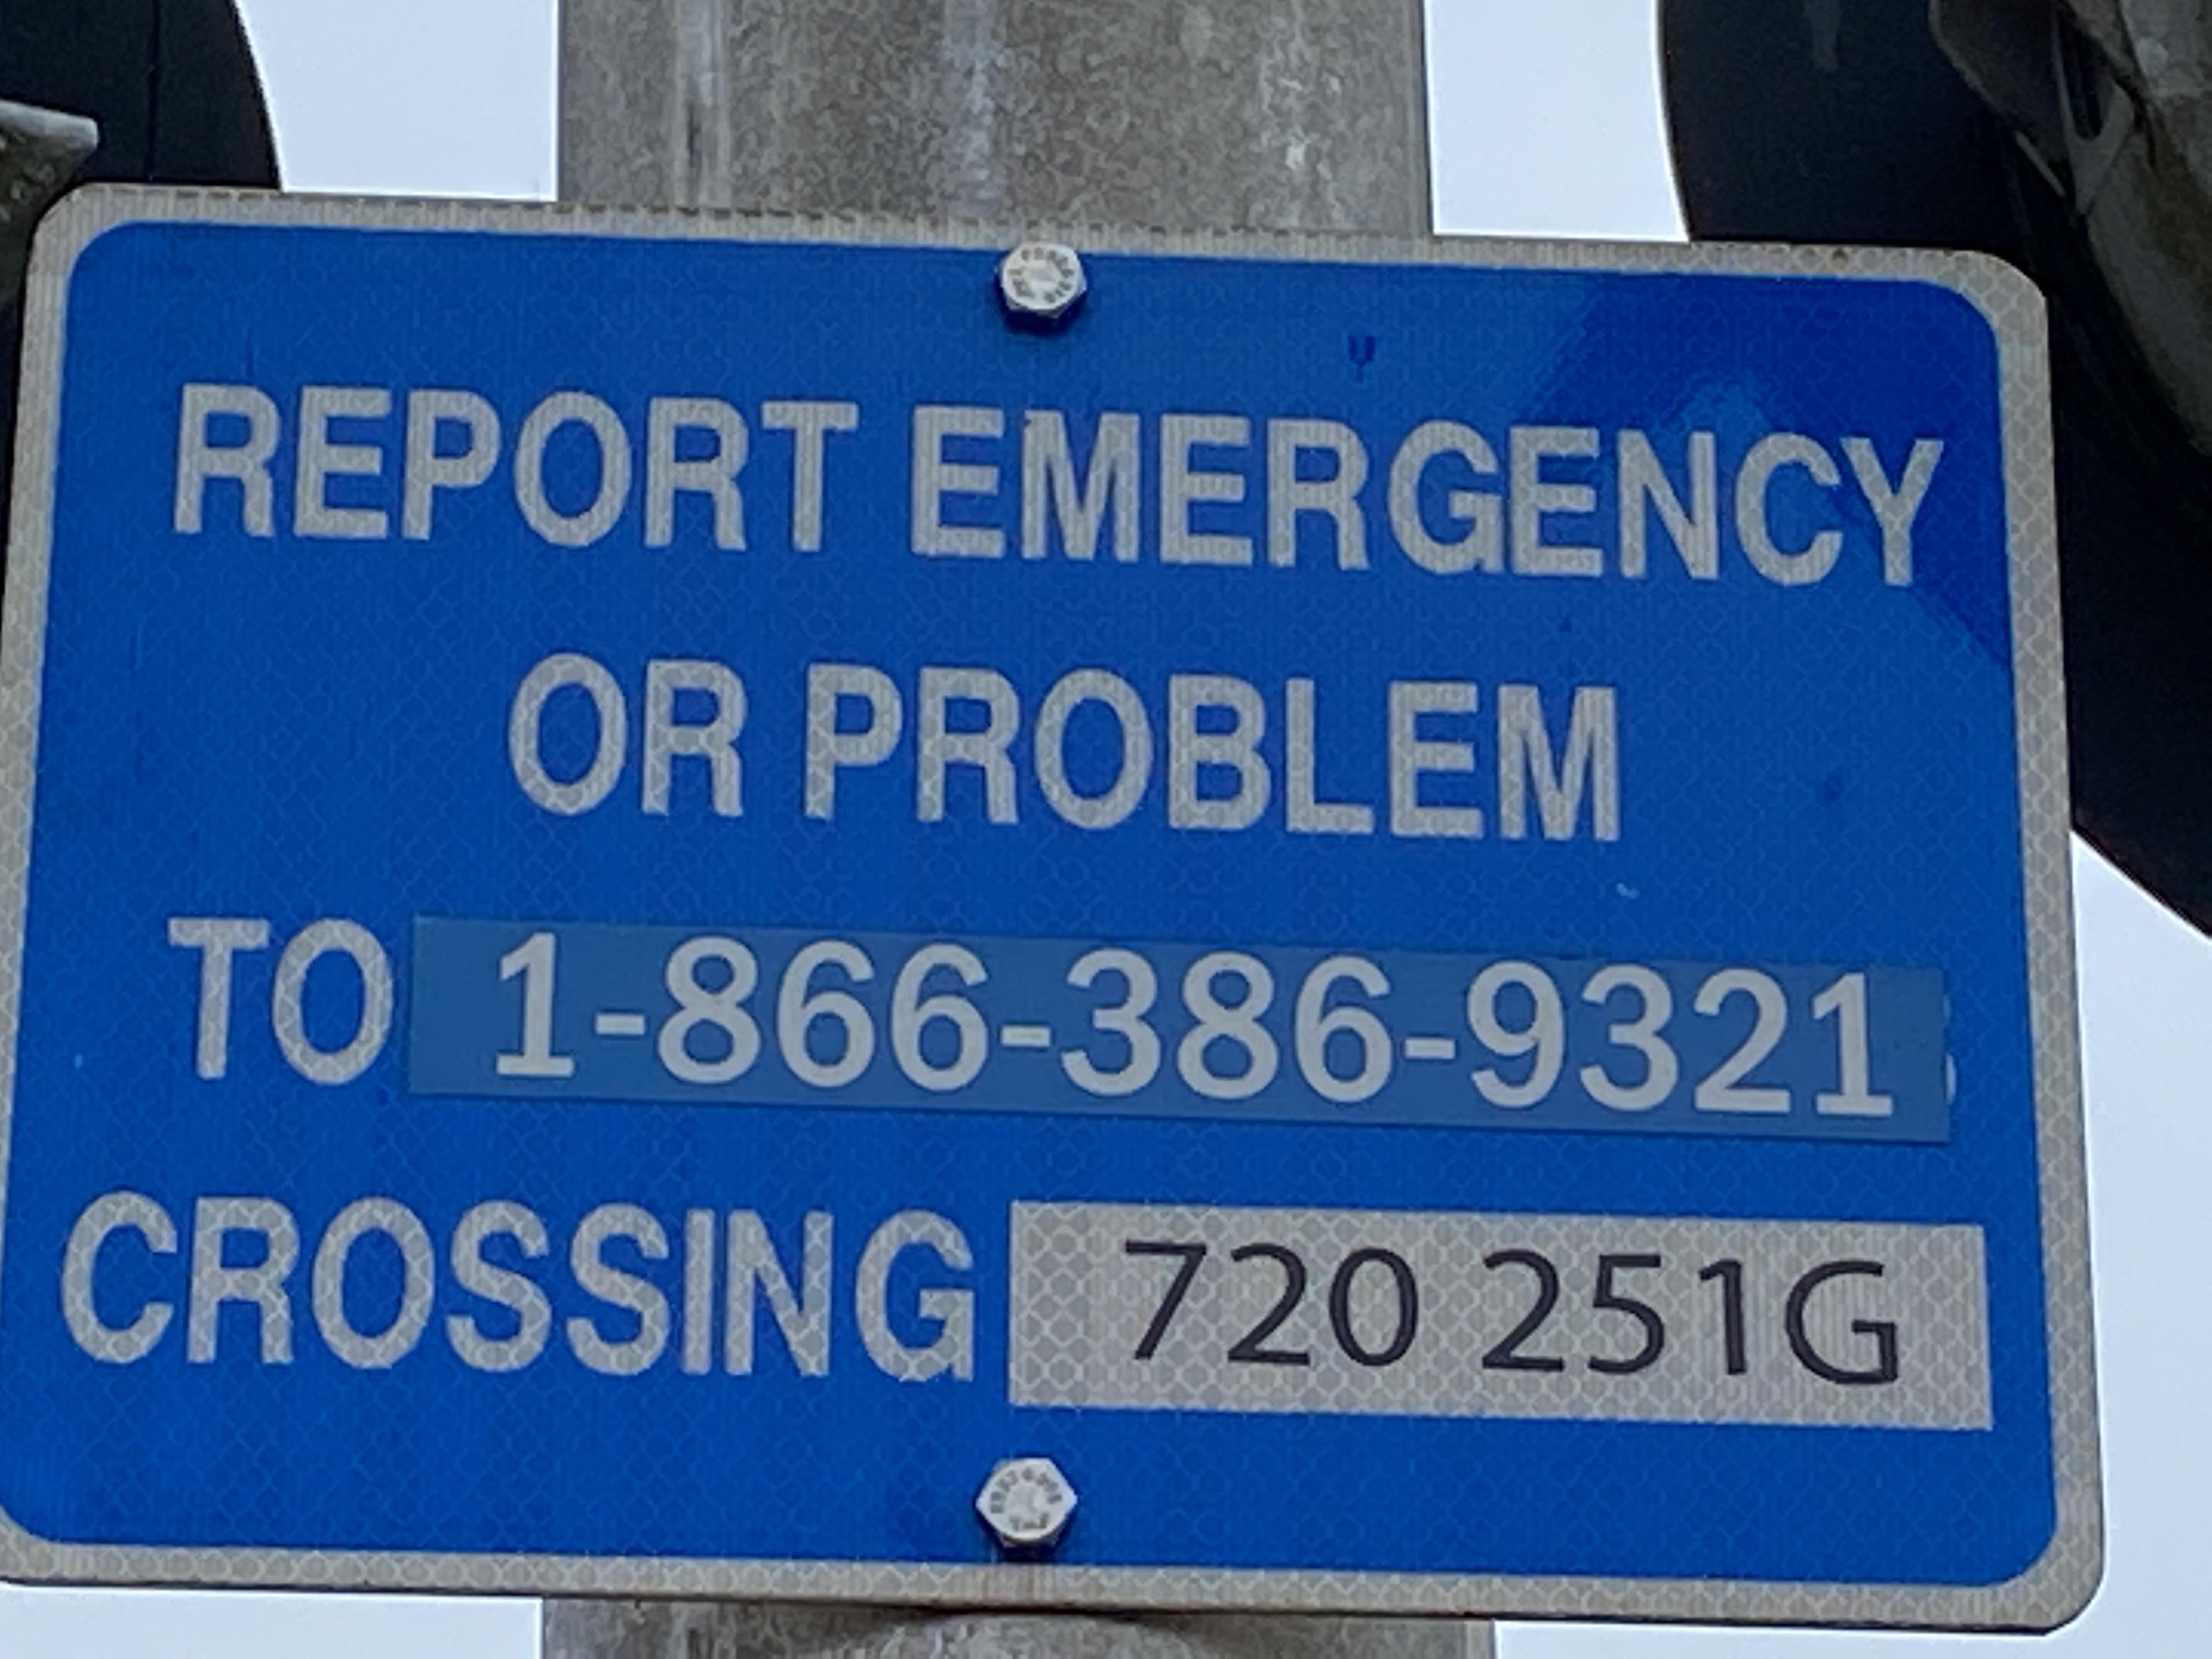 REPORT EMERGENCY
OR PROBLEM
TO 1-866-386-9321
CROSSING 720 251G